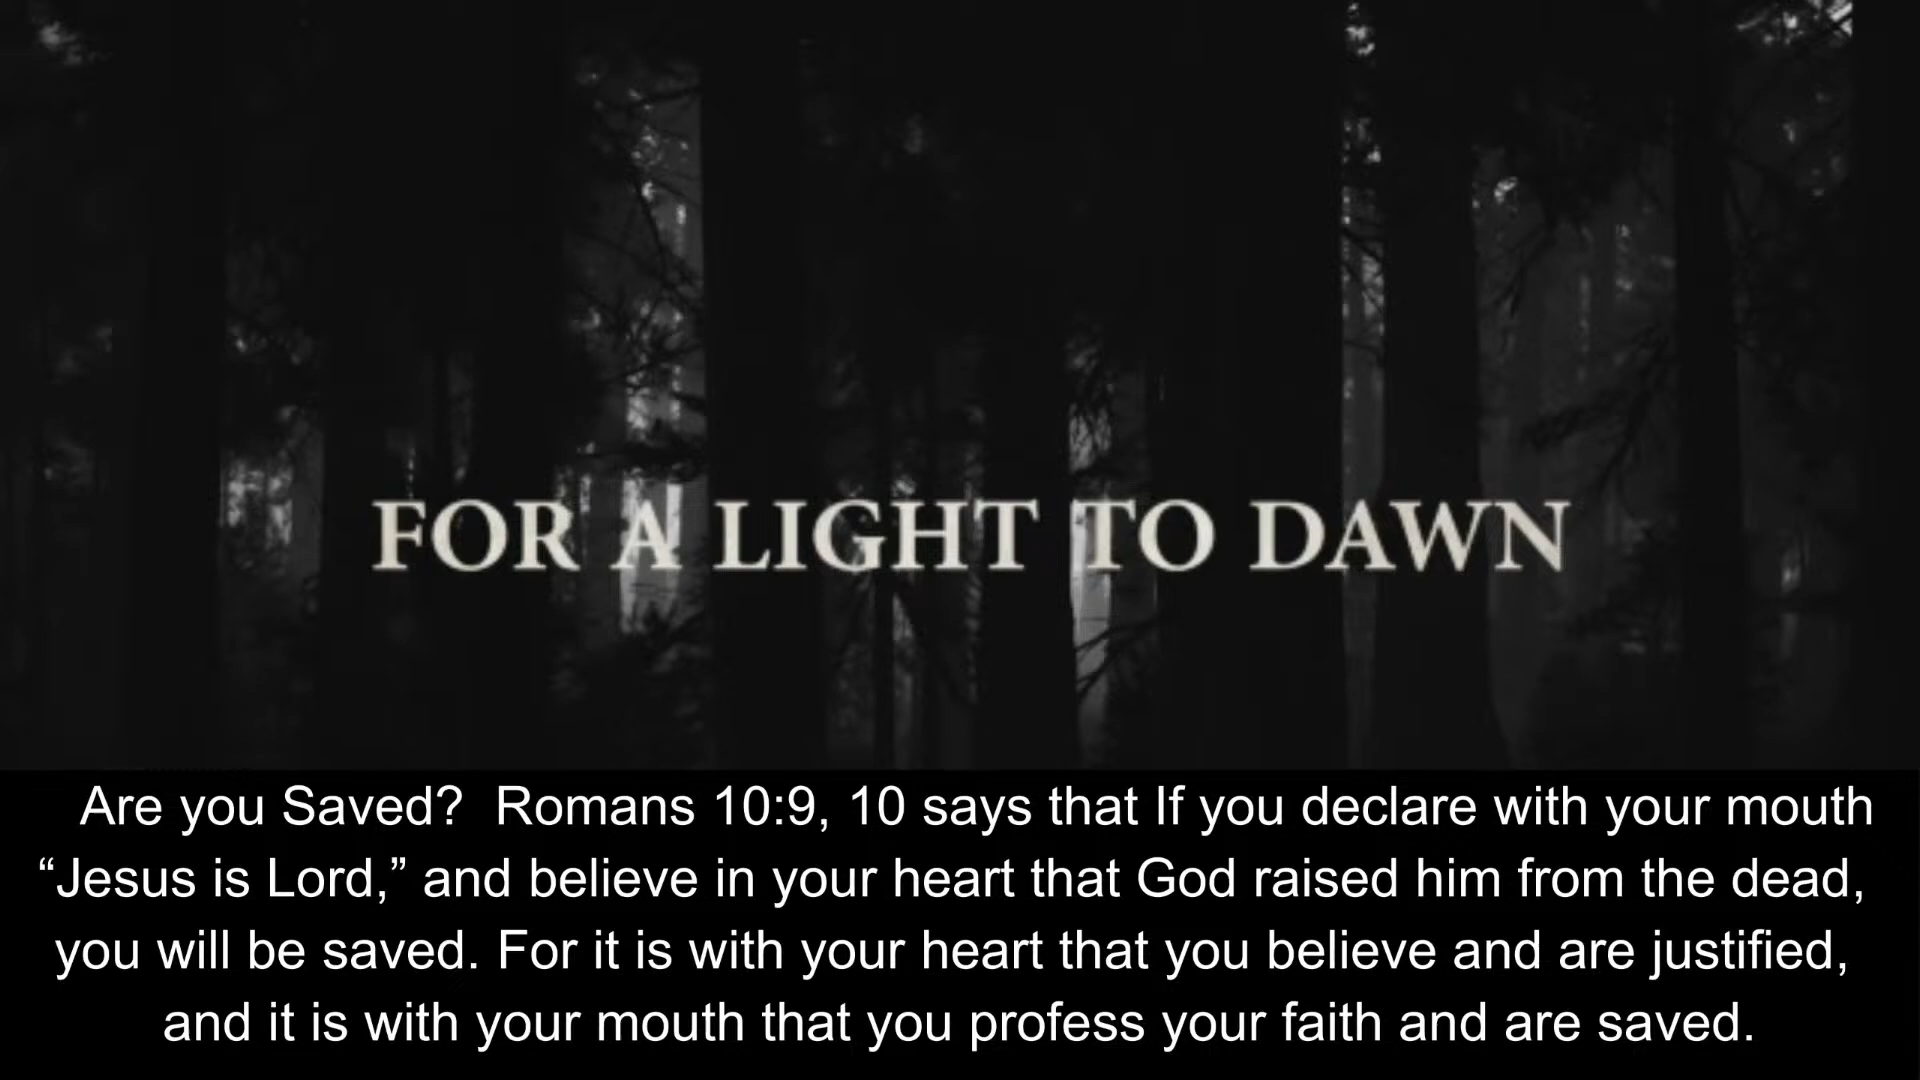 FOR A LIGHT TO DAWN
Are you Saved?  Romans 10:9, 10 says that If you declare with your mouth
“Jesus is Lord,” and believe in your heart that God raised him from the dead,
you will be saved. For it is with your heart that you believe and are justified,
and it is with your mouth that you profess your faith and are saved.